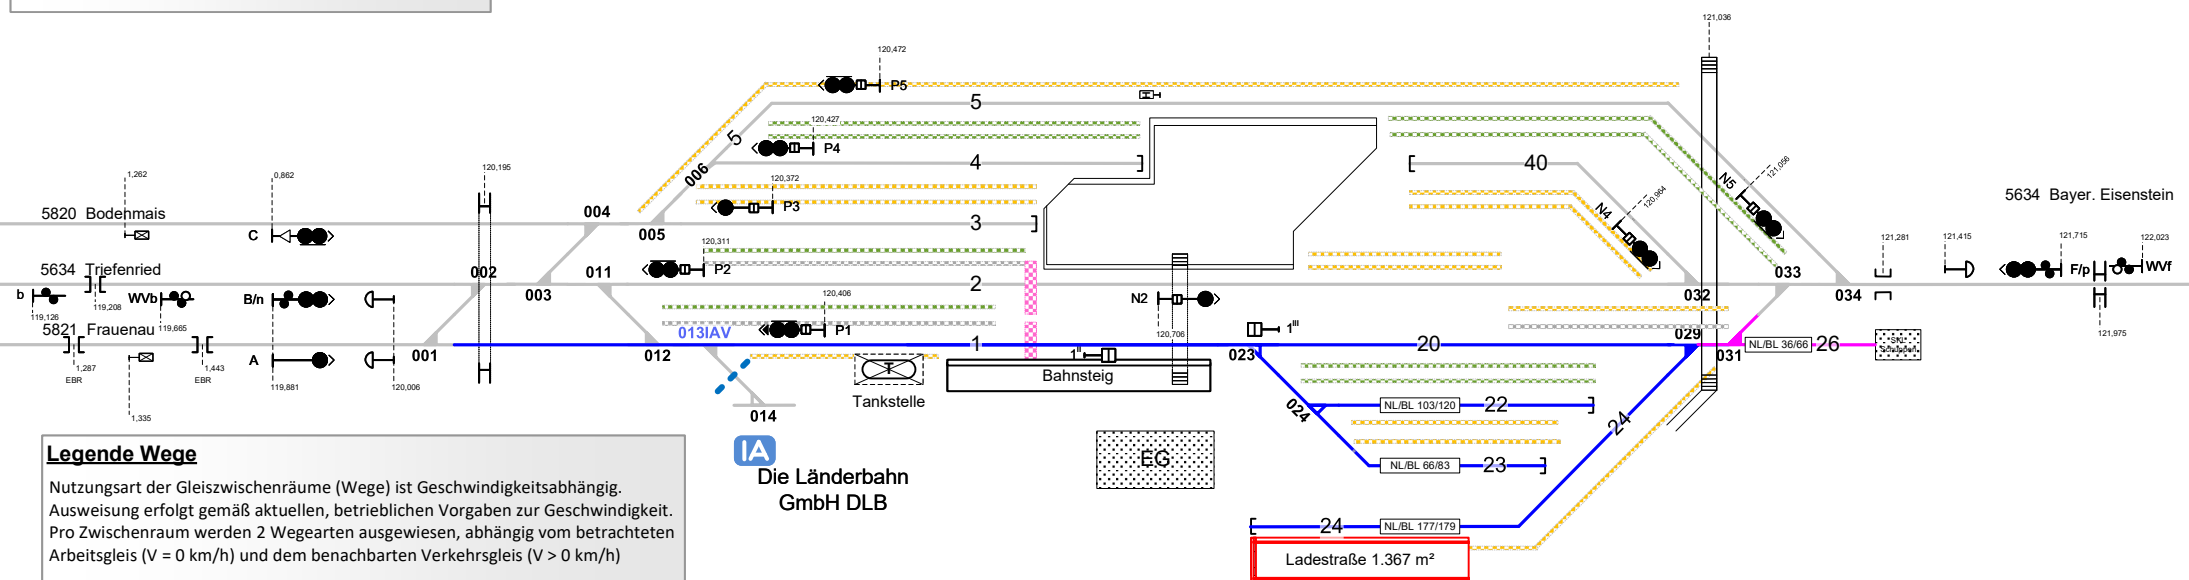 121,036
120,472
P5
5
120,427
P4
5
4
40
006
120,372
P3
3
N5
121,056
N4
120,964
5634 Bayer. Eisenstein
1,262
0,862
120,195
5820 Bodenmais
C
004
005
120,311
P2
5634 Triefenried
002
011
003
2
032
033
034
121,281
121,415
121,715
F/p
122,023
WVf
121,975
b
119,126
119,208
WVb
119,665
B/n
N2
120,706
120,406
P1
013IAV
5821 Frauenau
1,287
EBR
1,335
1,443
EBR
A
119,881
120,006
001
012
1
1"
1'''
023
20
029
031
NL/BL 36/66
26
Bahnsteig
Tankstelle
T
014
024
NL/BL 103/120
22
24
NL/BL 66/83
23
EG
IA
Die Länderbahn
GmbH DLB
24
NL/BL 177/179
Ladestraße 1.367 m²
Legende Wege
Nutzungsart der Gleiszwischenräume (Wege) ist Geschwindigkeitsabhängig.
Ausweisung erfolgt gemäß aktuellen, betrieblichen Vorgaben zur Geschwindigkeit.
Pro Zwischenraum werden 2 Wegearten ausgewiesen, abhängig vom betrachteten
Arbeitsgleis (V = 0 km/h) und dem benachbarten Verkehrsgleis (V > 0 km/h)